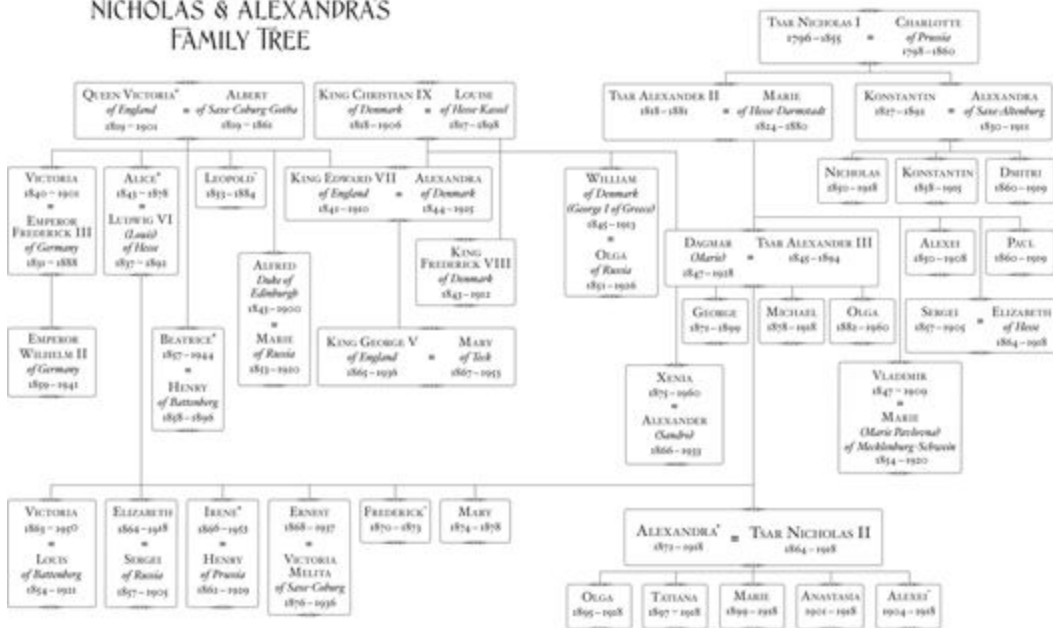 NICHOLAS & ALEXANDRA'S
FAMILY TREE
TSAR NICHOLAS I = CHARLOTTE
1796–1855 of Prussia
1798–1860
QUEEN VICTORIA* = ALBERT
of England of Saxe-Coburg-Gotha
1819–1901 1819–1861
KING CHRISTIAN IX = LOUISE
of Denmark of Hesse-Kassel
1818–1906 1817–1898
TSAR ALEXANDER II = MARIE
1818–1881 of Hesse-Darmstadt
1824–1880
KONSTANTIN = ALEXANDRA
1827–1892 of Saxe-Altenburg
1830–1911
VICTORIA
1840–1901
=
EMPEROR
FREDERICK III
of Germany
1831–1888
ALICE*
1843–1878
=
LUDWIG VI
(Louis)
of Hesse
1837–1892
LEOPOLD*
1853–1884
KING EDWARD VII = ALEXANDRA
of England of Denmark
1841–1910 1844–1925
WILLIAM
of Denmark
(George I of Greece)
1845–1913
=
OLGA
of Russia
1851–1926
NICHOLAS
1850–1918
KONSTANTIN
1858–1915
DMITRI
1860–1919
ALFRED
Duke of
Edinburgh
1843–1900
=
MARIE
of Russia
1853–1920
KING
FREDERICK VIII
of Denmark
1843–1912
DAGMAR = TSAR ALEXANDER III
(Marie) 1845–1894
1847–1928
ALEXEI
1850–1908
PAUL
1860–1919
GEORGE
1871–1899
MICHAEL
1878–1918
OLGA
1882–1960
SERGEI = ELIZABETH
1857–1905 of Hesse
1864–1918
EMPEROR
WILHELM II
of Germany
1859–1941
BEATRICE*
1857–1944
=
HENRY
of Battenberg
1858–1896
KING GEORGE V = MARY
of England of Teck
1865–1936 1867–1953
XENIA
1875–1960
=
ALEXANDER
(Sandro)
1866–1933
VLADIMIR
1847–1909
=
MARIE
(Marie Pavlovna)
of Mecklenburg-Schwein
1854–1920
VICTORIA
1863–1950
=
LOUIS
of Battenberg
1854–1921
ELIZABETH
1864–1918
=
SERGEI
of Russia
1857–1905
IRENE*
1866–1953
=
HENRY
of Prussia
1862–1929
ERNEST
1868–1937
=
VICTORIA
MELITA
of Saxe-Coburg
1876–1936
FREDERICK*
1870–1873
MARY
1874–1878
ALEXANDRA* = TSAR NICHOLAS II
1872–1918 1864–1918
OLGA
1895–1918
TATIANA
1897–1918
MARIE
1899–1918
ANASTASIA
1901–1918
ALEXEI*
1904–1918